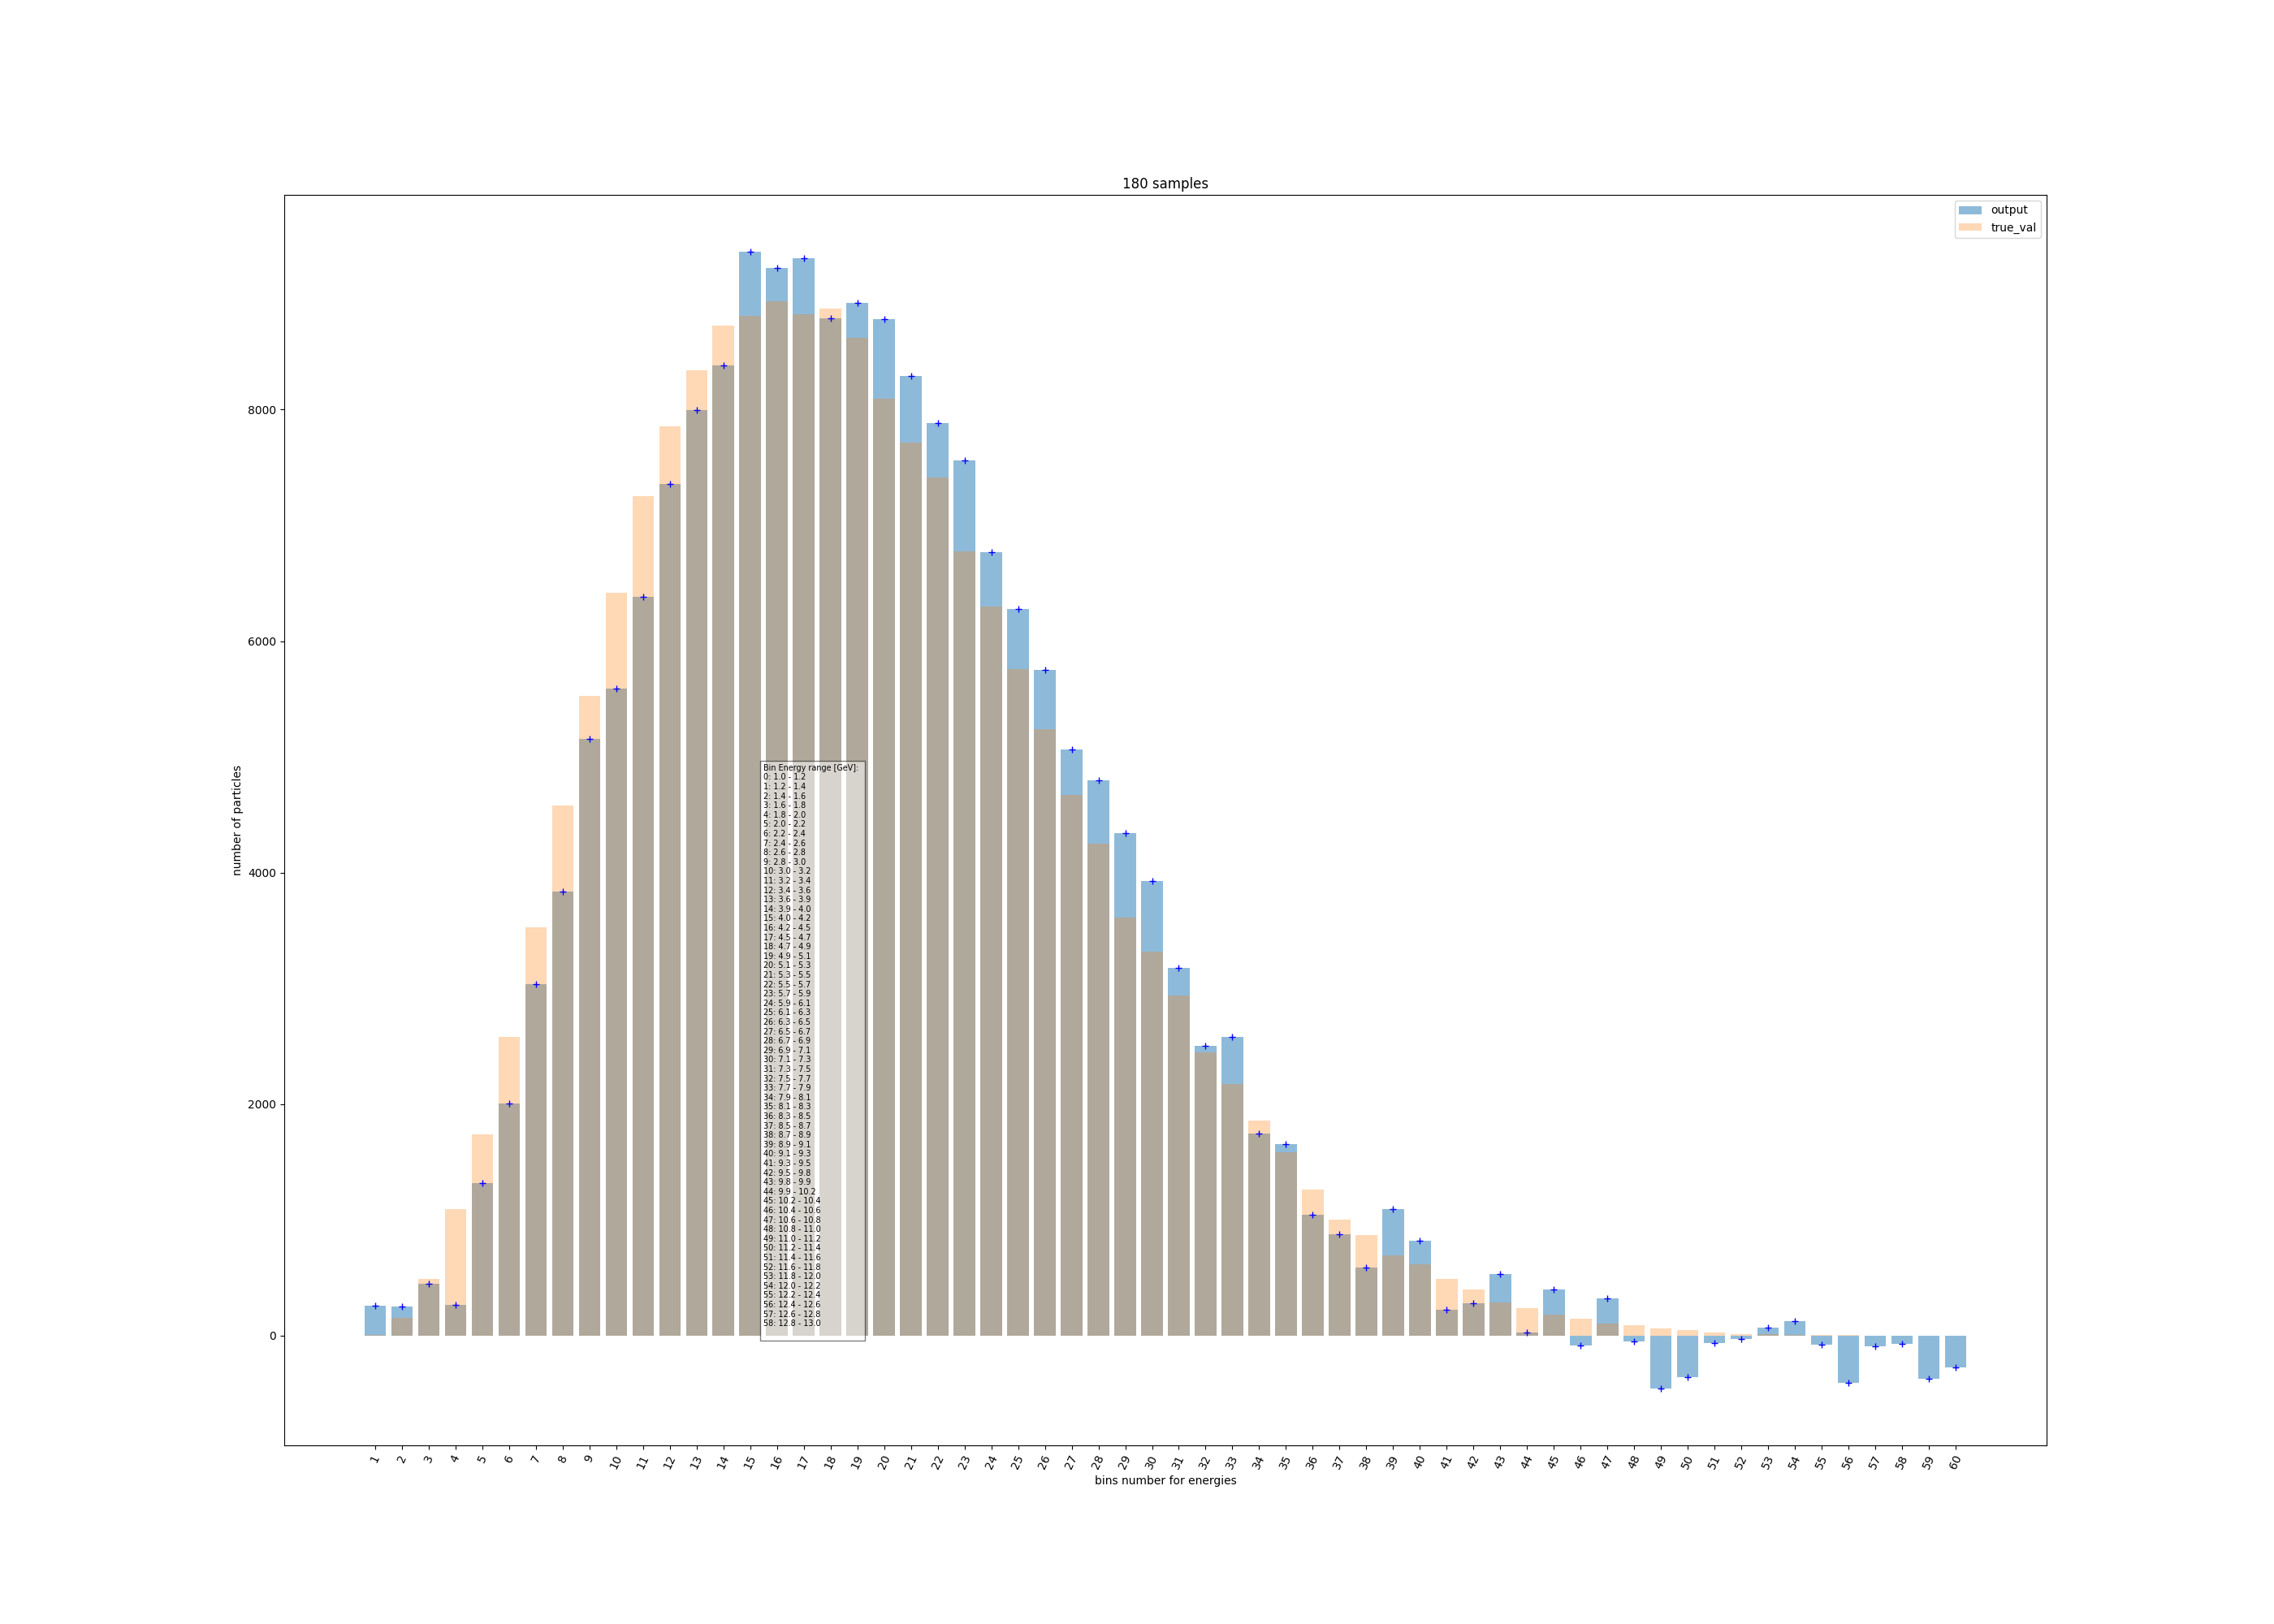 180 samples
output
true_val
number of particles
8000
6000
4000
2000
0
Bin Energy range [GeV]:
0: 1.0 - 1.2
1: 1.2 - 1.4
2: 1.4 - 1.6
3: 1.6 - 1.8
4: 1.8 - 2.0
5: 2.0 - 2.2
6: 2.2 - 2.4
7: 2.4 - 2.6
8: 2.6 - 2.8
9: 2.8 - 3.0
10: 3.0 - 3.2
11: 3.2 - 3.4
12: 3.4 - 3.6
13: 3.6 - 3.9
14: 3.9 - 4.0
15: 4.0 - 4.2
16: 4.2 - 4.5
17: 4.5 - 4.7
18: 4.7 - 4.9
19: 4.9 - 5.1
20: 5.1 - 5.3
21: 5.3 - 5.5
22: 5.5 - 5.7
23: 5.7 - 5.9
24: 5.9 - 6.1
25: 6.1 - 6.3
26: 6.3 - 6.5
27: 6.5 - 6.7
28: 6.7 - 6.9
29: 6.9 - 7.1
30: 7.1 - 7.3
31: 7.3 - 7.5
32: 7.5 - 7.7
33: 7.7 - 7.9
34: 7.9 - 8.1
35: 8.1 - 8.3
36: 8.3 - 8.5
37: 8.5 - 8.7
38: 8.7 - 8.9
39: 8.9 - 9.1
40: 9.1 - 9.3
41: 9.3 - 9.5
42: 9.5 - 9.8
43: 9.8 - 9.9
44: 9.9 - 10.2
45: 10.2 - 10.4
46: 10.4 - 10.6
47: 10.6 - 10.8
48: 10.8 - 11.0
49: 11.0 - 11.2
50: 11.2 - 11.4
51: 11.4 - 11.6
52: 11.6 - 11.8
53: 11.8 - 12.0
54: 12.0 - 12.2
55: 12.2 - 12.4
56: 12.4 - 12.6
57: 12.6 - 12.8
58: 12.8 - 13.0
1 2 3 4 5 6 7 8 9 10 11 12 13 14 15 16 17 18 19 20 21 22 23 24 25 26 27 28 29 30 31 32 33 34 35 36 37 38 39 40 41 42 43 44 45 46 47 48 49 50 51 52 53 54 55 56 57 58 59 60
bins number for energies